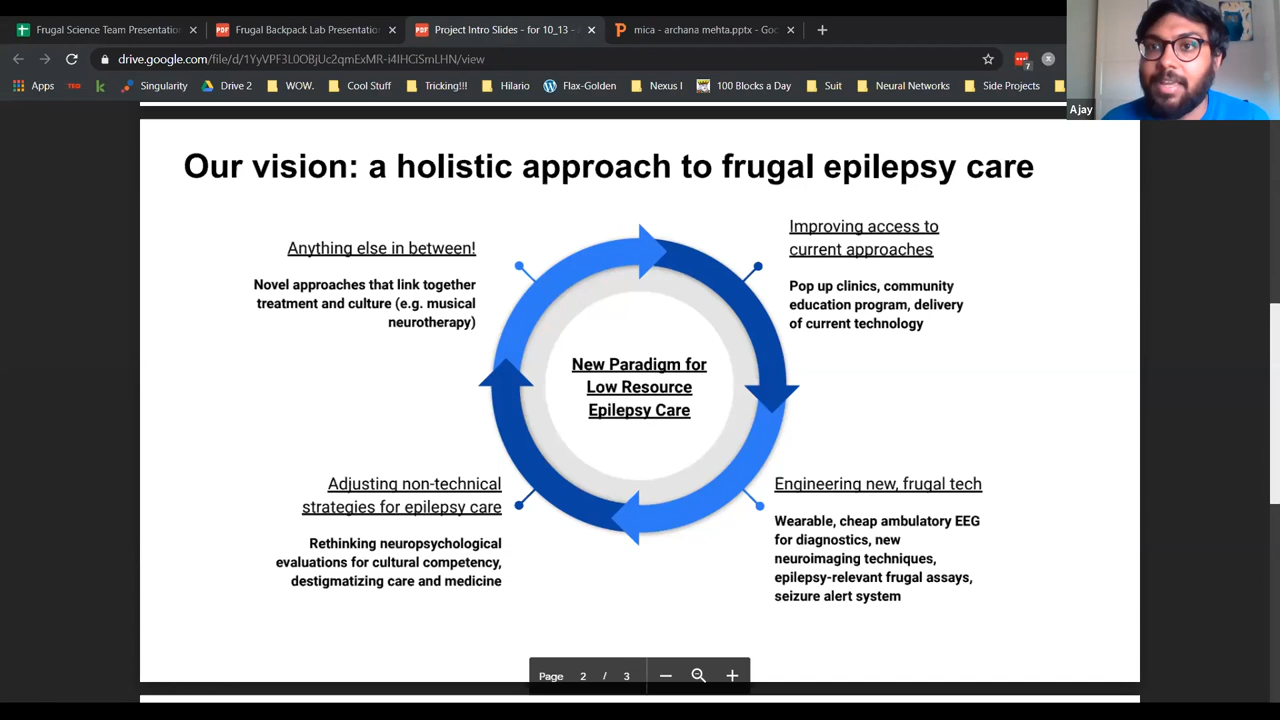 Frugal Science Team Presentation
Frugal Backpack Lab Presentation
Project Intro Slides - for 10_13 -
mica - archana mehta.pptx - Goo
drive.google.com/file/d/1YyVPF3L0OBjUc2qmExMR-i4IHCiSmLHN/view
Apps
TED
Singularity
Drive 2
WOW.
Cool Stuff
Tricking!!!
Hilario
Flax-Golden
Nexus I
100 Blocks a Day
Suit
Neural Networks
Side Projects
7
Ajay
Our vision: a holistic approach to frugal epilepsy care
Anything else in between!
Novel approaches that link together
treatment and culture (e.g. musical
neurotherapy)
Improving access to
current approaches
Pop up clinics, community
education program, delivery
of current technology
New Paradigm for
Low Resource
Epilepsy Care
Adjusting non-technical
strategies for epilepsy care
Rethinking neuropsychological
evaluations for cultural competency,
destigmatizing care and medicine
Engineering new, frugal tech
Wearable, cheap ambulatory EEG
for diagnostics, new
neuroimaging techniques,
epilepsy-relevant frugal assays,
seizure alert system
Page 2 / 3